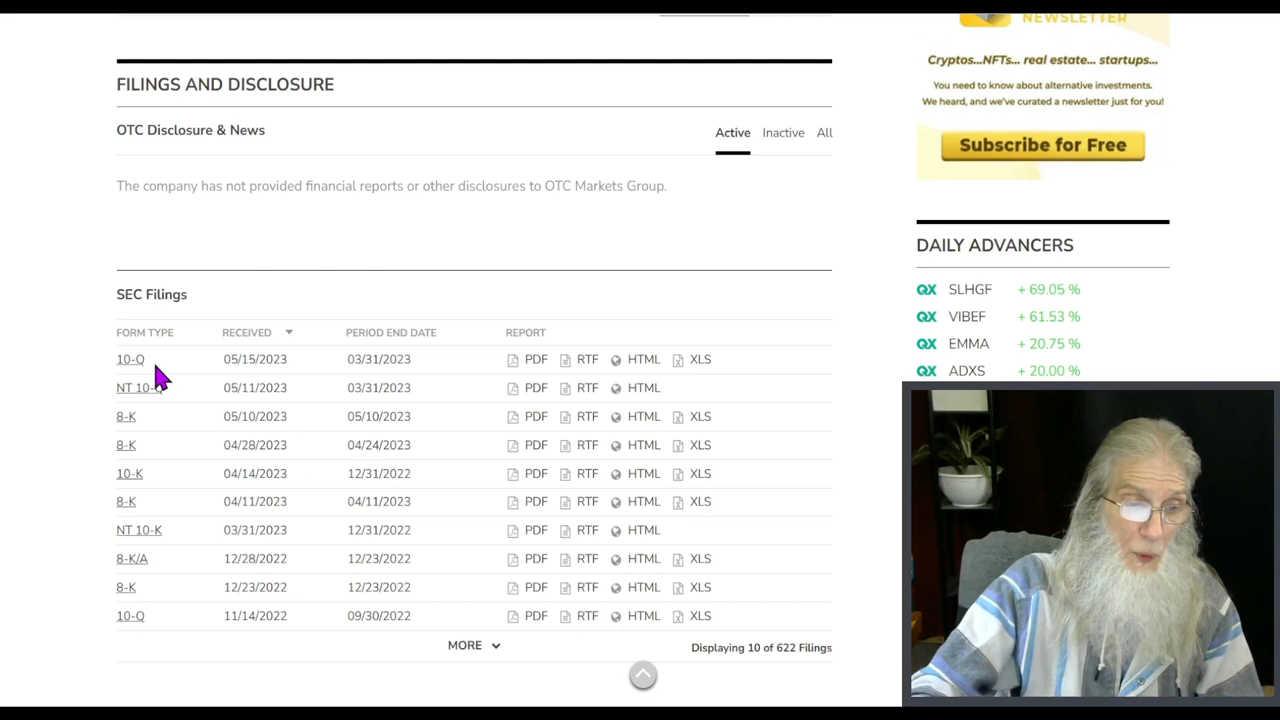 NEWSLETTER
Cryptos...NFTs... real estate... startups...
You need to know about alternative investments.
We heard, and we've curated a newsletter just for you!
Subscribe for Free
FILINGS AND DISCLOSURE
OTC Disclosure & News
Active Inactive All
The company has not provided financial reports or other disclosures to OTC Markets Group.
SEC Filings
FORM TYPE RECEIVED PERIOD END DATE REPORT
10-Q 05/15/2023 03/31/2023 PDF RTF HTML XLS
NT 10- 05/11/2023 03/31/2023 PDF RTF HTML
8-K 05/10/2023 05/10/2023 PDF RTF HTML XLS
8-K 04/28/2023 04/24/2023 PDF RTF HTML XLS
10-K 04/14/2023 12/31/2022 PDF RTF HTML XLS
8-K 04/11/2023 04/11/2023 PDF RTF HTML XLS
NT 10-K 03/31/2023 12/31/2022 PDF RTF HTML
8-K/A 12/28/2022 12/23/2022 PDF RTF HTML XLS
8-K 12/23/2022 12/23/2022 PDF RTF HTML XLS
10-Q 11/14/2022 09/30/2022 PDF RTF HTML XLS
MORE
Displaying 10 of 622 Filings
DAILY ADVANCERS
QX SLHGF + 69.05 %
QX VIBEF + 61.53 %
QX EMMA + 20.75 %
QX ADXS + 20.00 %